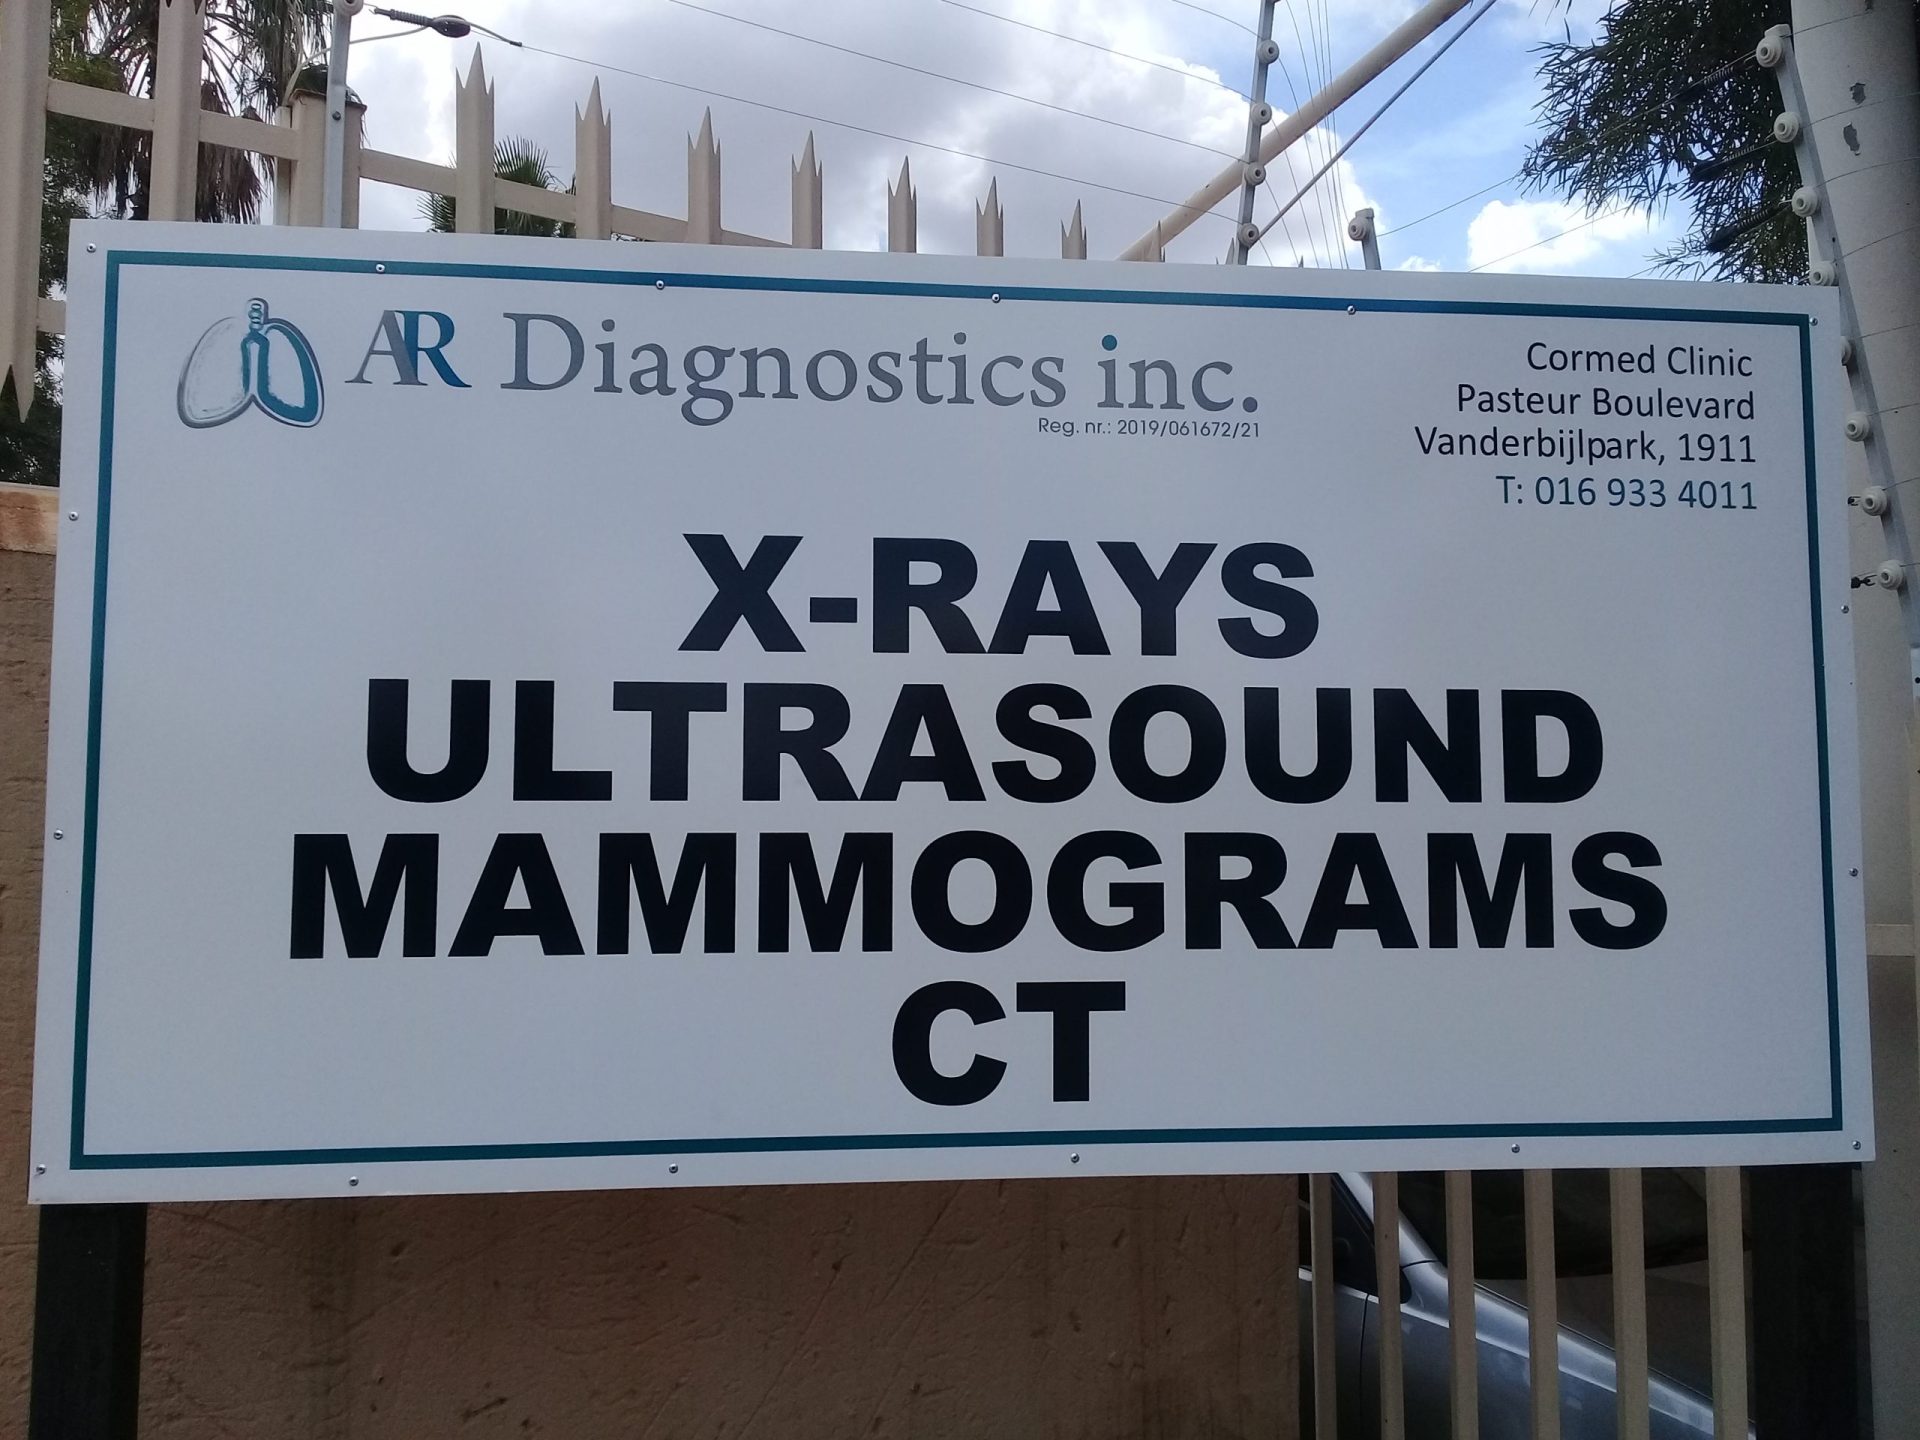 AR Diagnostics inc.
Reg. nr.: 2019/061672/21
Cormed Clinic
Pasteur Boulevard
Vanderbijlpark, 1911
T: 016 933 4011
X-RAYS
ULTRASOUND
MAMMOGRAMS
CT